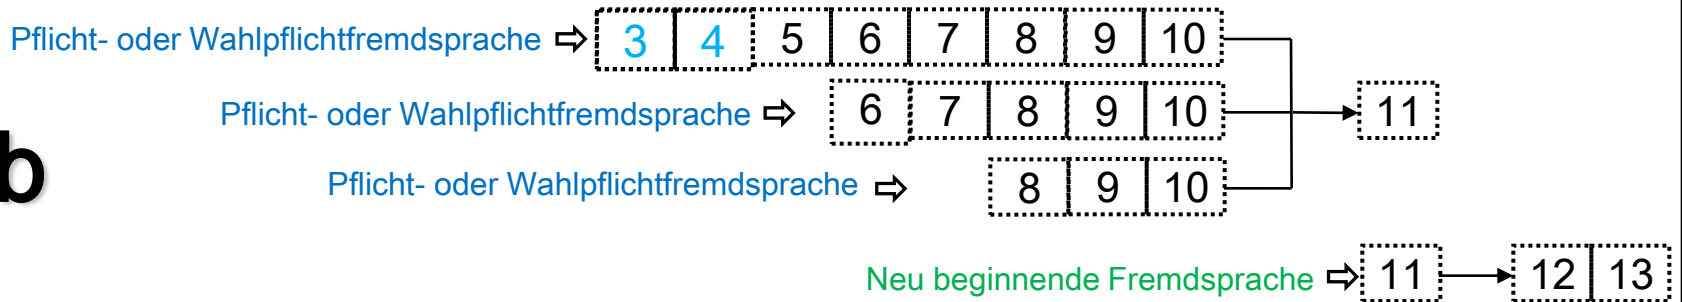 Pflicht- oder Wahlpflichtfremdsprache ⇨ 3 4 5 6 7 8 9 10
Pflicht- oder Wahlpflichtfremdsprache ⇨ 6 7 8 9 10 11
b
Pflicht- oder Wahlpflichtfremdsprache ⇨ 8 9 10
Neu beginnende Fremdsprache ⇨ 11 12 13